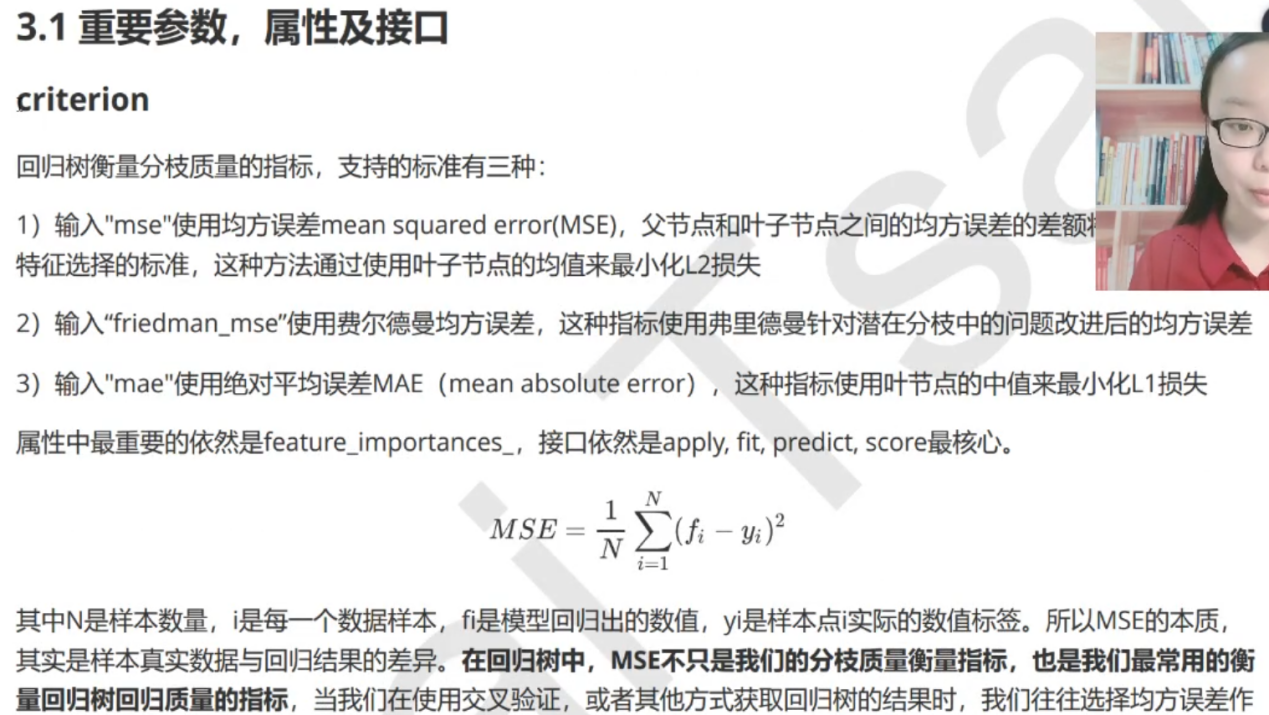 3.1 重要参数，属性及接口
criterion
回归树衡量分枝质量的指标，支持的标准有三种：
1）输入"mse"使用均方误差mean squared error(MSE)，父节点和叶子节点之间的均方误差的差额
特征选择的标准，这种方法通过使用叶子节点的均值来最小化L2损失
2）输入“friedman_mse”使用费尔德曼均方误差，这种指标使用弗里德曼针对潜在分枝中的问题改进后的均方误差
3）输入"mae"使用绝对平均误差MAE（mean absolute error），这种指标使用叶节点的中值来最小化L1损失
属性中最重要的依然是feature_importances_，接口依然是apply, fit, predict, score最核心。
MSE = \frac{1}{N} \sum_{i=1}^{N} (f_i - y_i)^2
其中N是样本数量，i是每一个数据样本，fi是模型回归出的数值，yi是样本点i实际的数值标签。所以MSE的本质，
其实是样本真实数据与回归结果的差异。在回归树中，MSE不只是我们的分枝质量衡量指标，也是我们最常用的衡
量回归树回归质量的指标，当我们在使用交叉验证，或者其他方式获取回归树的结果时，我们往往选择均方误差作